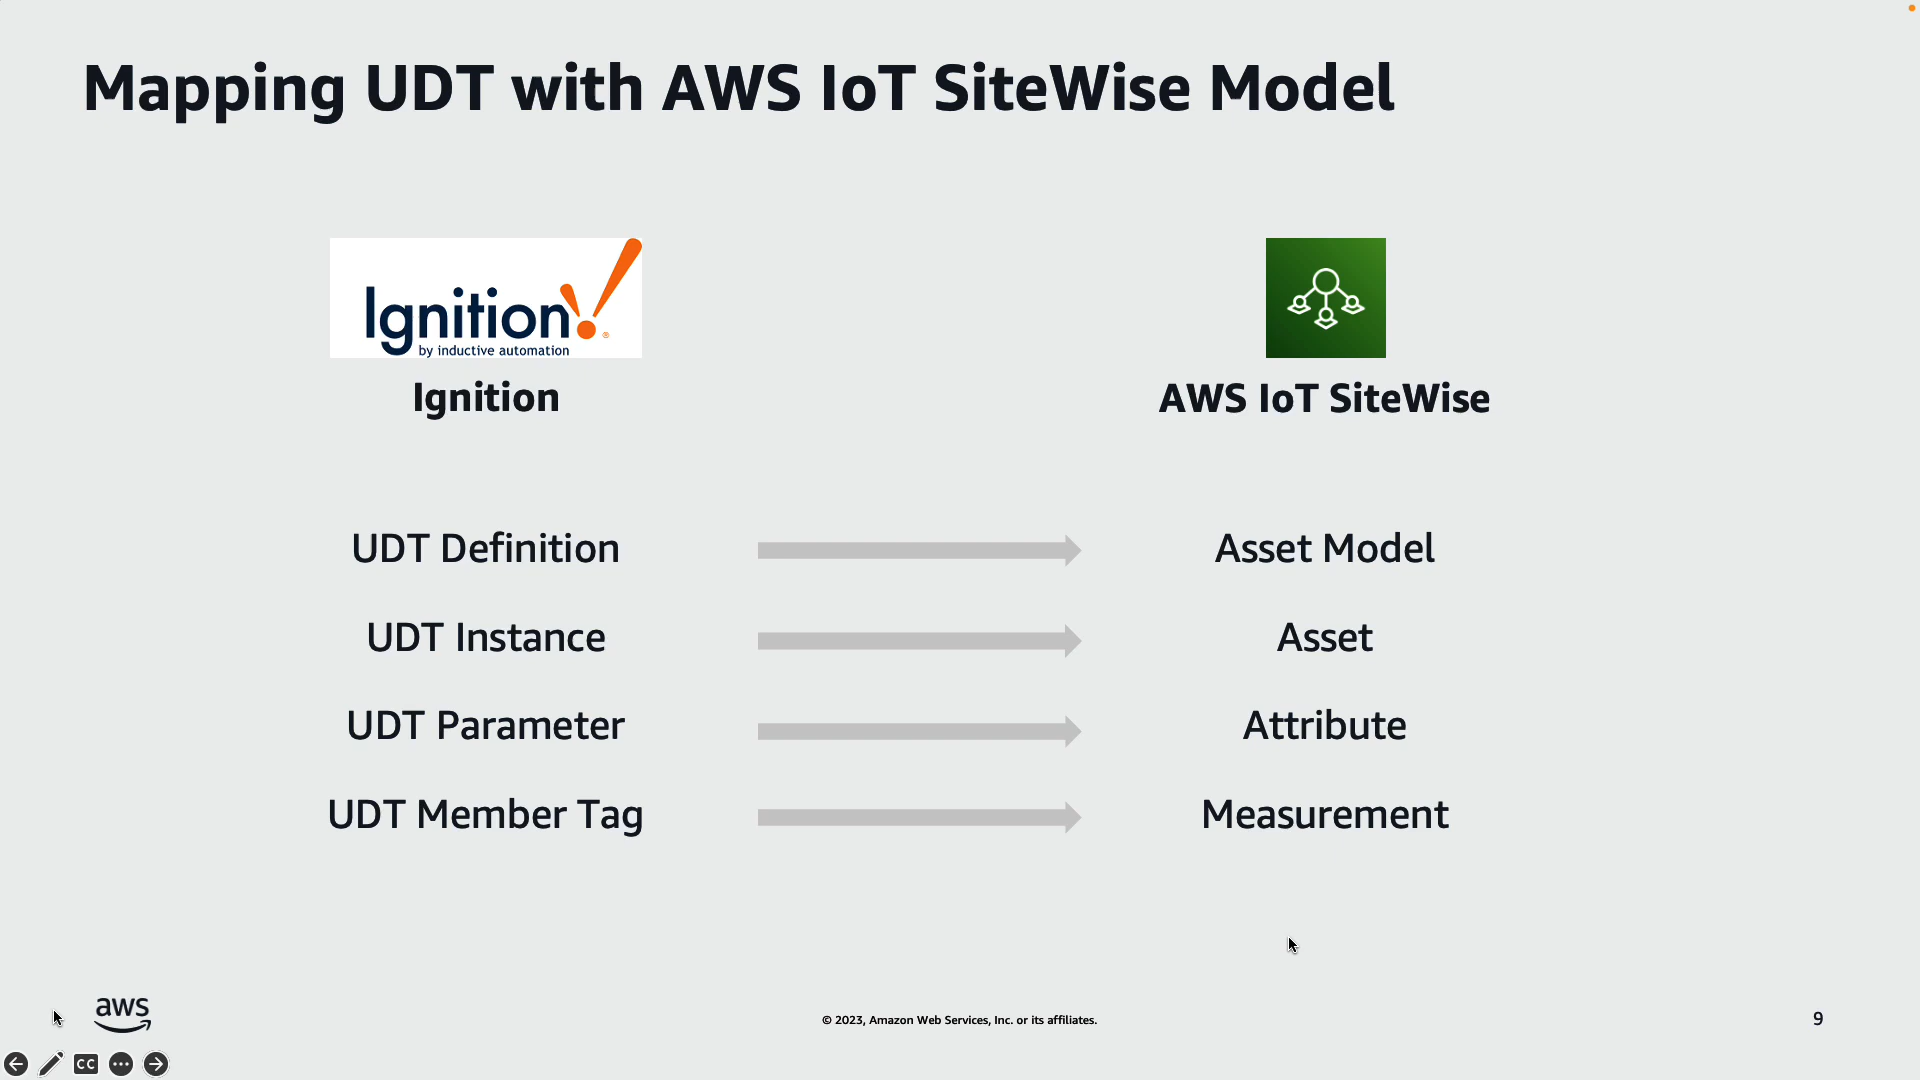 Mapping UDT with AWS IoT SiteWise Model
Ignition!®
by inductive automation
Ignition
AWS IoT SiteWise
UDT Definition
Asset Model
UDT Instance
Asset
UDT Parameter
Attribute
UDT Member Tag
Measurement
aws
© 2023, Amazon Web Services, Inc. or its affiliates.
9
CC